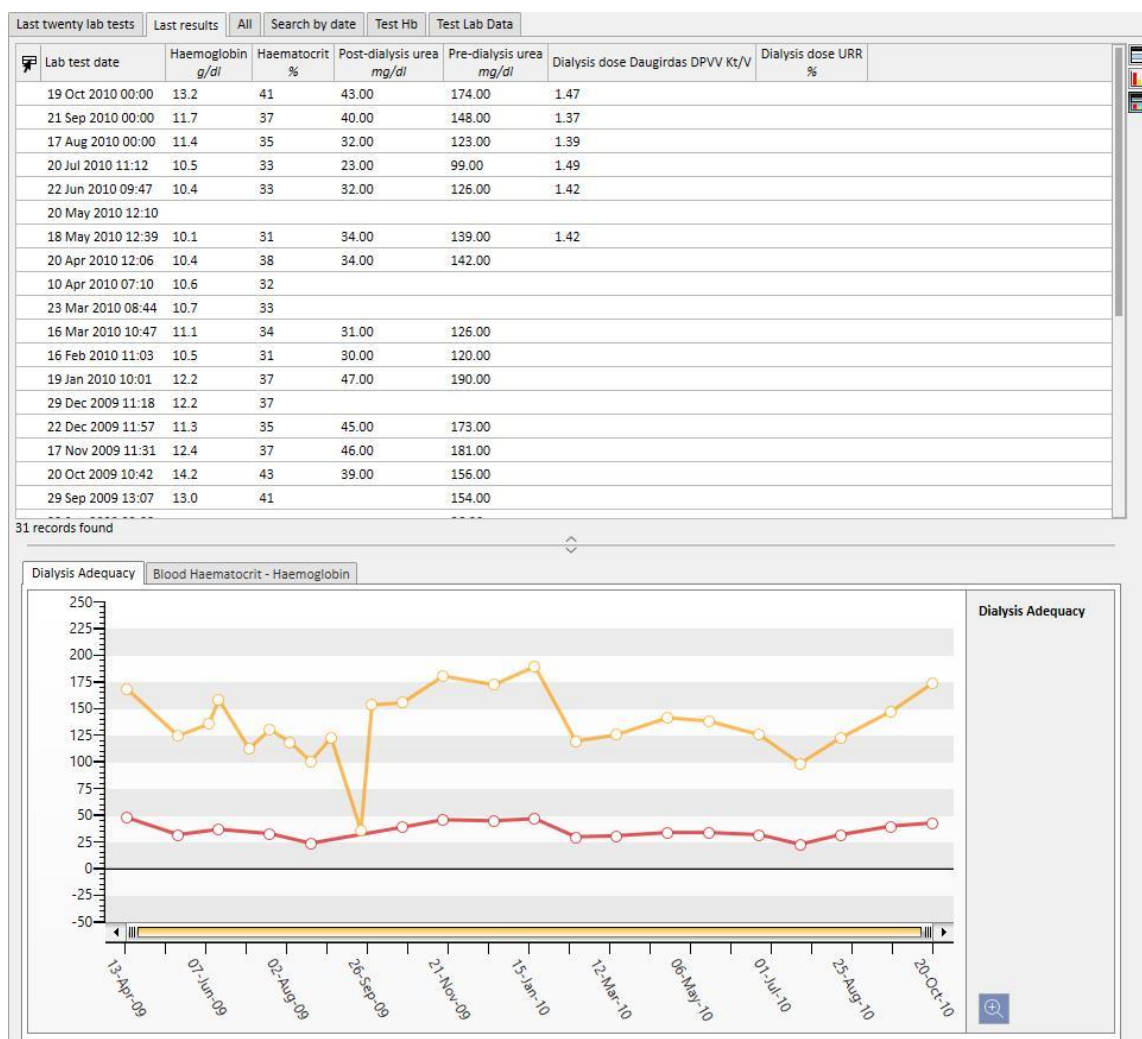 Last twenty lab tests Last results All Search by date Test Hb Test Lab Data
Lab test date Haemoglobin g/dl Haematocrit % Post-dialysis urea mg/dl Pre-dialysis urea mg/dl Dialysis dose Daugirdas DPVV Kt/V Dialysis dose URR %
19 Oct 2010 00:00 13.2 41 43.00 174.00 1.47
21 Sep 2010 00:00 11.7 37 40.00 148.00 1.37
17 Aug 2010 00:00 11.4 35 32.00 123.00 1.39
20 Jul 2010 11:12 10.5 33 23.00 99.00 1.49
22 Jun 2010 09:47 10.4 33 32.00 126.00 1.42
20 May 2010 12:10
18 May 2010 12:39 10.1 31 34.00 139.00 1.42
20 Apr 2010 12:06 10.4 38 34.00 142.00
10 Apr 2010 07:10 10.6 32
23 Mar 2010 08:44 10.7 33
16 Mar 2010 10:47 11.1 34 31.00 126.00
16 Feb 2010 11:03 10.5 31 30.00 120.00
19 Jan 2010 10:01 12.2 37 47.00 190.00
29 Dec 2009 11:18 12.2 37
22 Dec 2009 11:57 11.3 35 45.00 173.00
17 Nov 2009 11:31 12.4 37 46.00 181.00
20 Oct 2009 10:42 14.2 43 39.00 156.00
29 Sep 2009 13:07 13.0 41 154.00
31 records found
Dialysis Adequacy Blood Haematocrit - Haemoglobin
Dialysis Adequacy
250
225
200
175
150
125
100
75
50
25
0
-25
-50
13-Apr-09 07-Jun-09 02-Aug-09 26-Sep-09 21-Nov-09 15-Jan-10 12-Mar-10 06-May-10 01-Jul-10 25-Aug-10 20-Oct-10